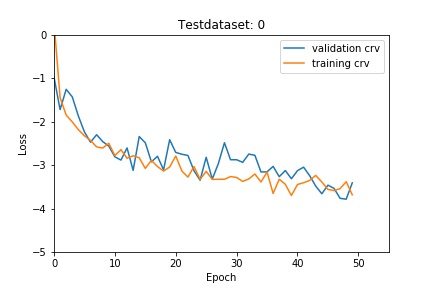 Testdataset: 0
validation crv
training crv
0
−1
−2
−3
−4
−5
Loss
0 10 20 30 40 50
Epoch